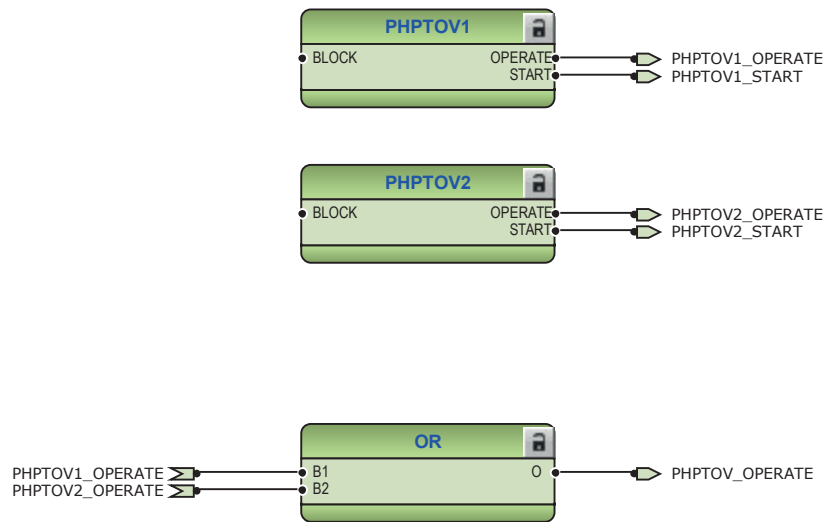 PHPTOV1
BLOCK OPERATE PHPTOV1_OPERATE
START PHPTOV1_START
PHPTOV2
BLOCK OPERATE PHPTOV2_OPERATE
START PHPTOV2_START
OR
PHPTOV1_OPERATE B1 O PHPTOV_OPERATE
PHPTOV2_OPERATE B2